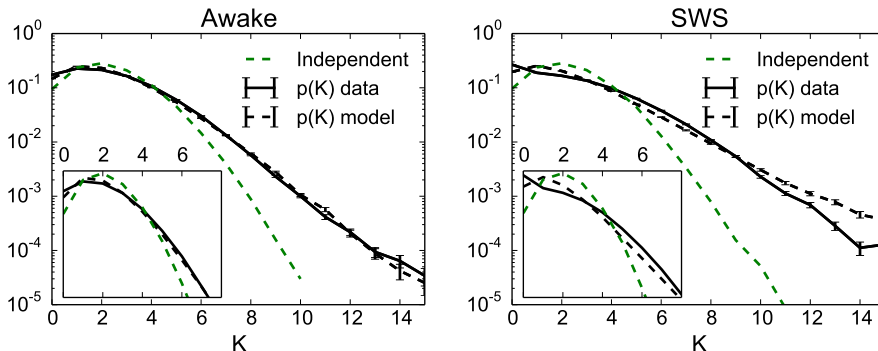 Awake
10^0
10^-1
10^-2
10^-3
10^-4
10^-5
Independent
p(K) data
p(K) model
0 2 4 6
0 2 4 6 8 10 12 14
K
SWS
10^0
10^-1
10^-2
10^-3
10^-4
10^-5
Independent
p(K) data
p(K) model
0 2 4 6
0 2 4 6 8 10 12 14
K